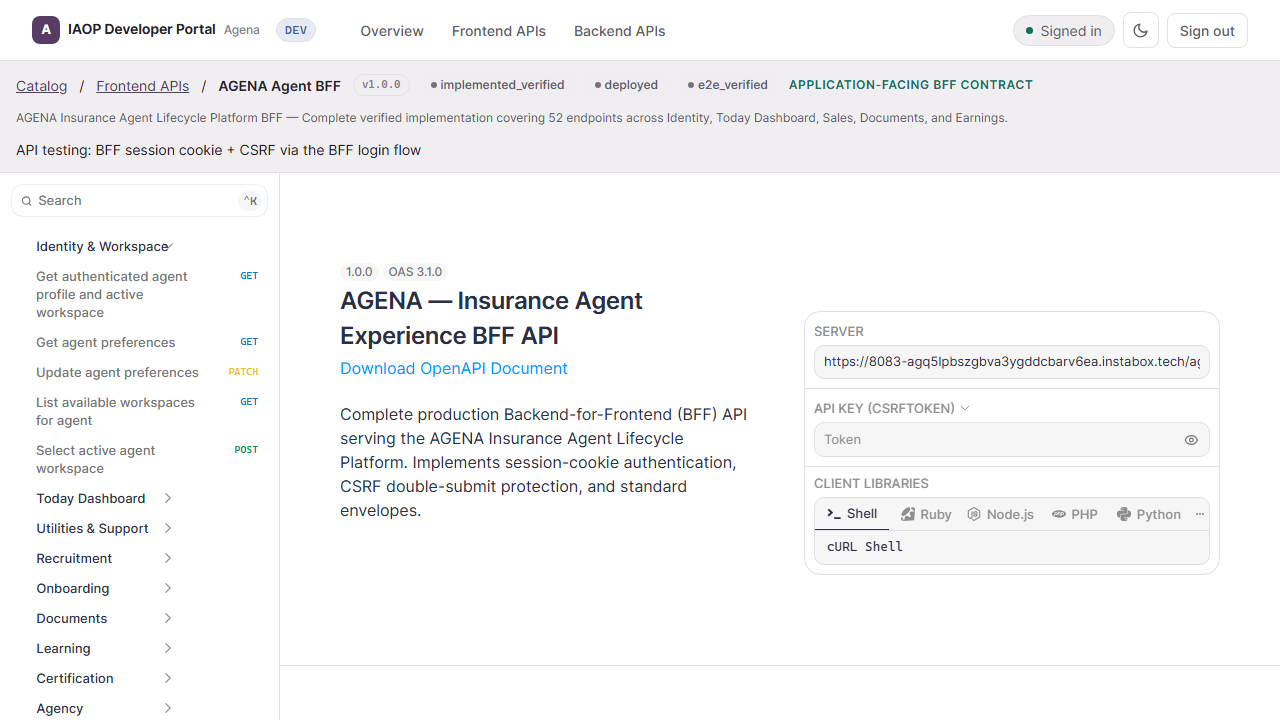 A IAOP Developer Portal Agena DEV Overview Frontend APIs Backend APIs Signed in Sign out
Catalog / Frontend APIs / AGENA Agent BFF v1.0.0 implemented_verified deployed e2e_verified APPLICATION-FACING BFF CONTRACT
AGENA Insurance Agent Lifecycle Platform BFF — Complete verified implementation covering 52 endpoints across Identity, Today Dashboard, Sales, Documents, and Earnings.
API testing: BFF session cookie + CSRF via the BFF login flow
Search ^K
Identity & Workspace
Get authenticated agent profile and active workspace GET
Get agent preferences GET
Update agent preferences PATCH
List available workspaces for agent GET
Select active agent workspace POST
Today Dashboard
Utilities & Support
Recruitment
Onboarding
Documents
Learning
Certification
Agency
1.0.0 OAS 3.1.0
AGENA — Insurance Agent
Experience BFF API
Download OpenAPI Document
Complete production Backend-for-Frontend (BFF) API
serving the AGENA Insurance Agent Lifecycle
Platform. Implements session-cookie authentication,
CSRF double-submit protection, and standard
envelopes.
SERVER
https://8083-agq5lpbszgbva3ygddcbarv6ea.instabox.tech/ag
API KEY (CSRFTOKEN)
Token
CLIENT LIBRARIES
Shell Ruby Node.js PHP Python ···
cURL Shell